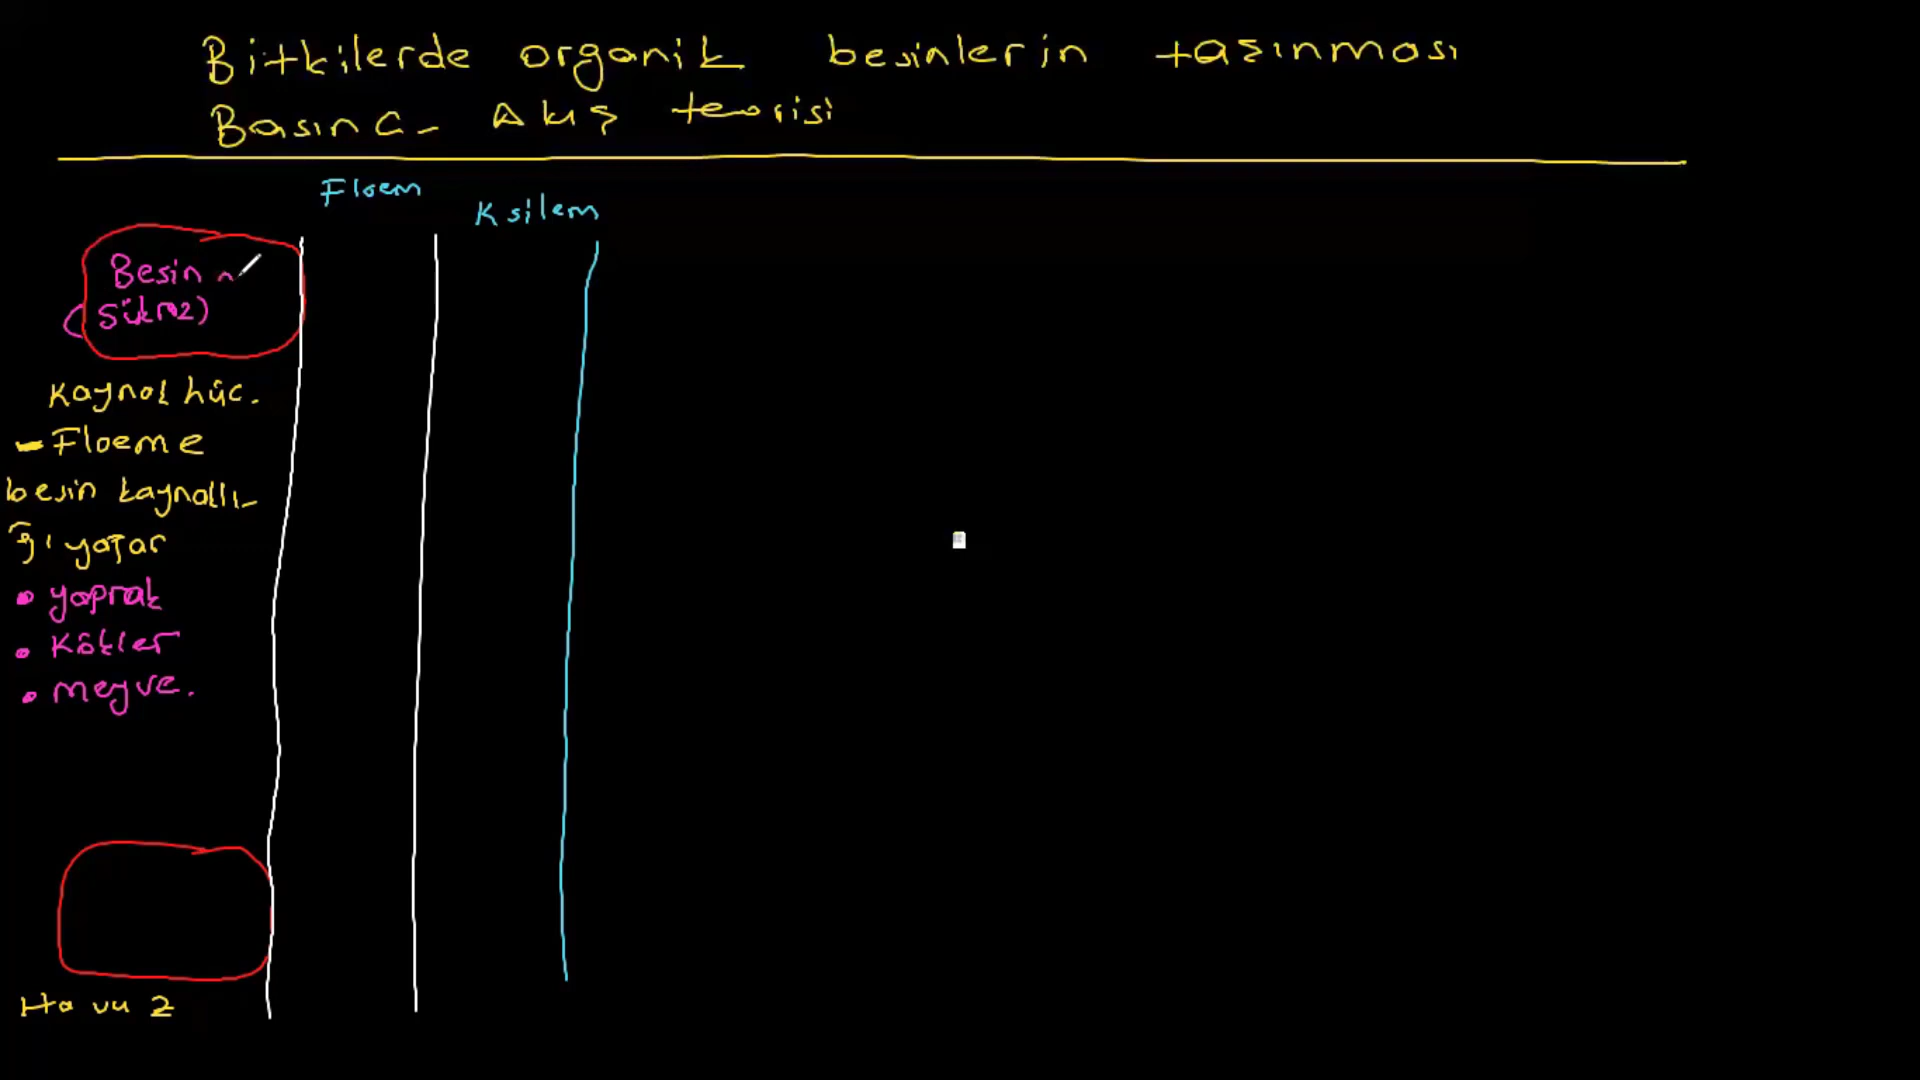 Bitkilerde organik besinlerin taşınması
Basınç - Akış teorisi
Floem
Ksilem
Besin
(Sükroz)
Kaynak hüc.
- Floeme
besin kaynaklı-
ğı yapar
• yaprak
• Kökler
• meyve.
Havuz